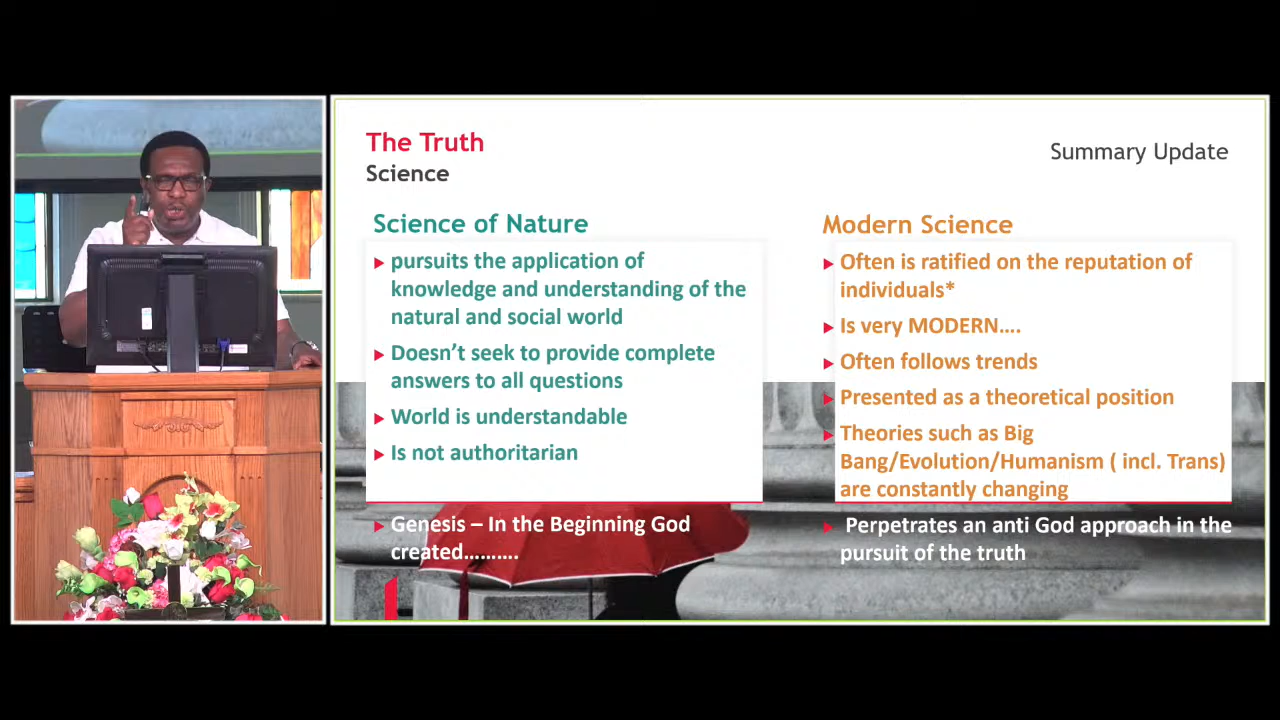 The Truth
Science
Summary Update
Science of Nature
pursuits the application of
knowledge and understanding of the
natural and social world
Doesn’t seek to provide complete
answers to all questions
World is understandable
Is not authoritarian
Genesis – In the Beginning God
created……….
Modern Science
Often is ratified on the reputation of
individuals*
Is very MODERN….
Often follows trends
Presented as a theoretical position
Theories such as Big
Bang/Evolution/Humanism ( incl. Trans)
are constantly changing
Perpetrates an anti God approach in the
pursuit of the truth